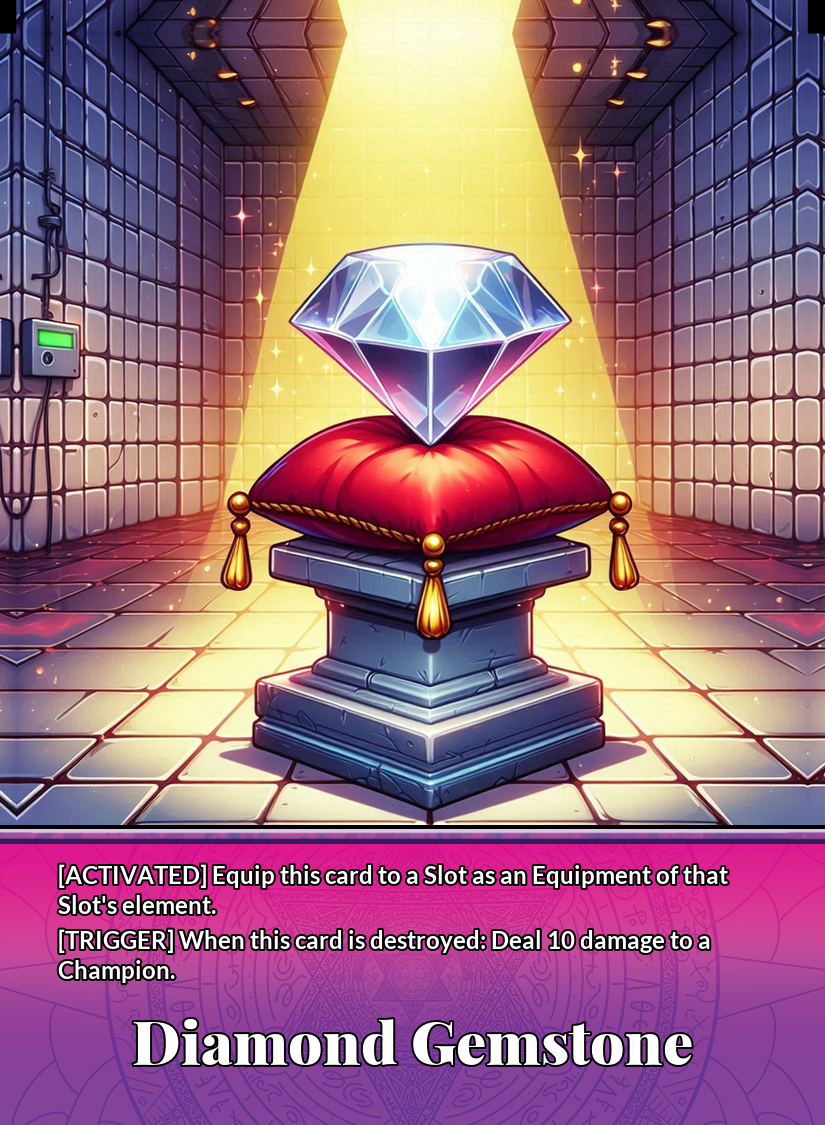 [ACTIVATED] Equip this card to a Slot as an Equipment of that
Slot's element.
[TRIGGER] When this card is destroyed: Deal 10 damage to a
Champion.
Diamond Gemstone